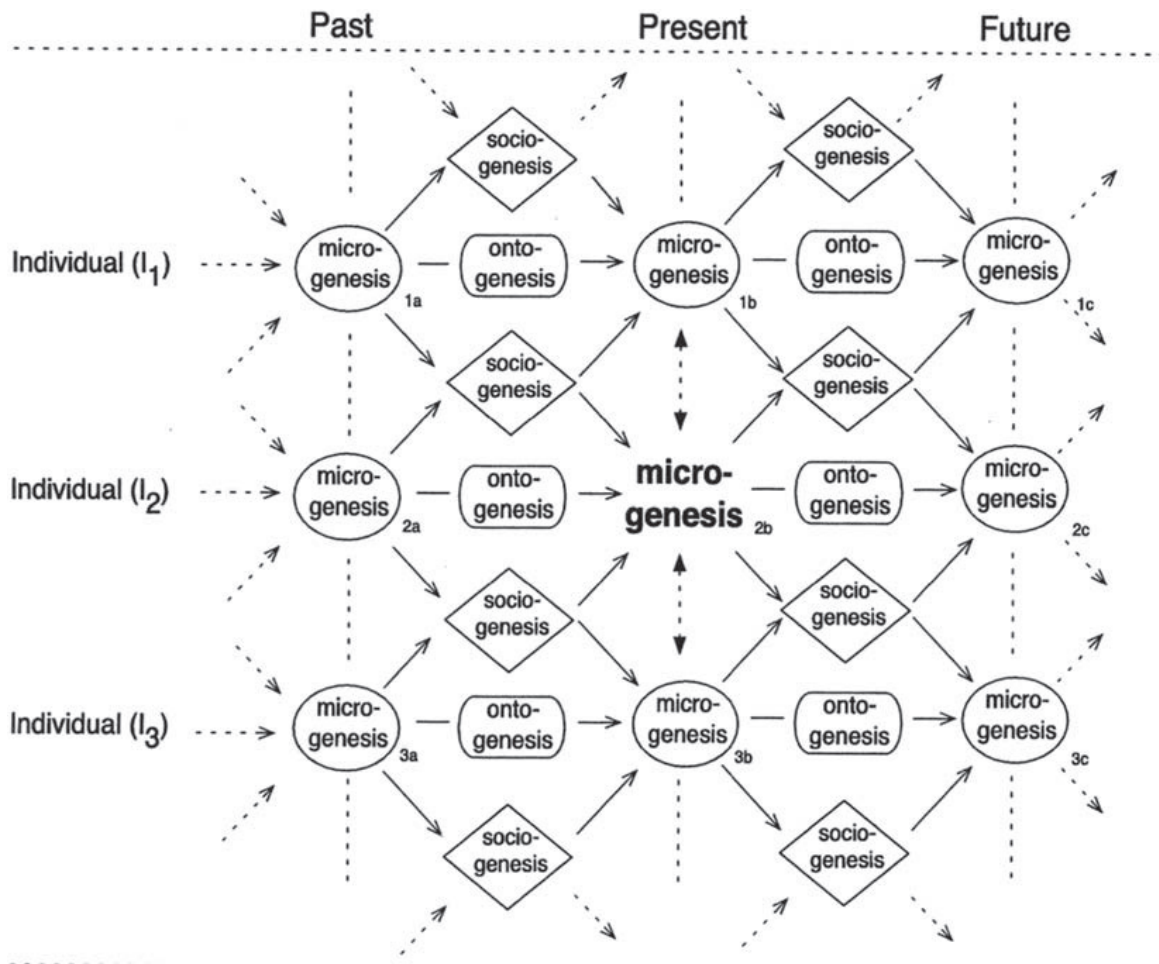 Past Present Future
socio-
genesis
socio-
genesis
Individual (I1)
micro-
genesis
1a
onto-
genesis
micro-
genesis
1b
onto-
genesis
micro-
genesis
1c
socio-
genesis
socio-
genesis
Individual (I2)
micro-
genesis
2a
onto-
genesis
micro-
genesis
2b
onto-
genesis
micro-
genesis
2c
socio-
genesis
socio-
genesis
Individual (I3)
micro-
genesis
3a
onto-
genesis
micro-
genesis
3b
onto-
genesis
micro-
genesis
3c
socio-
genesis
socio-
genesis